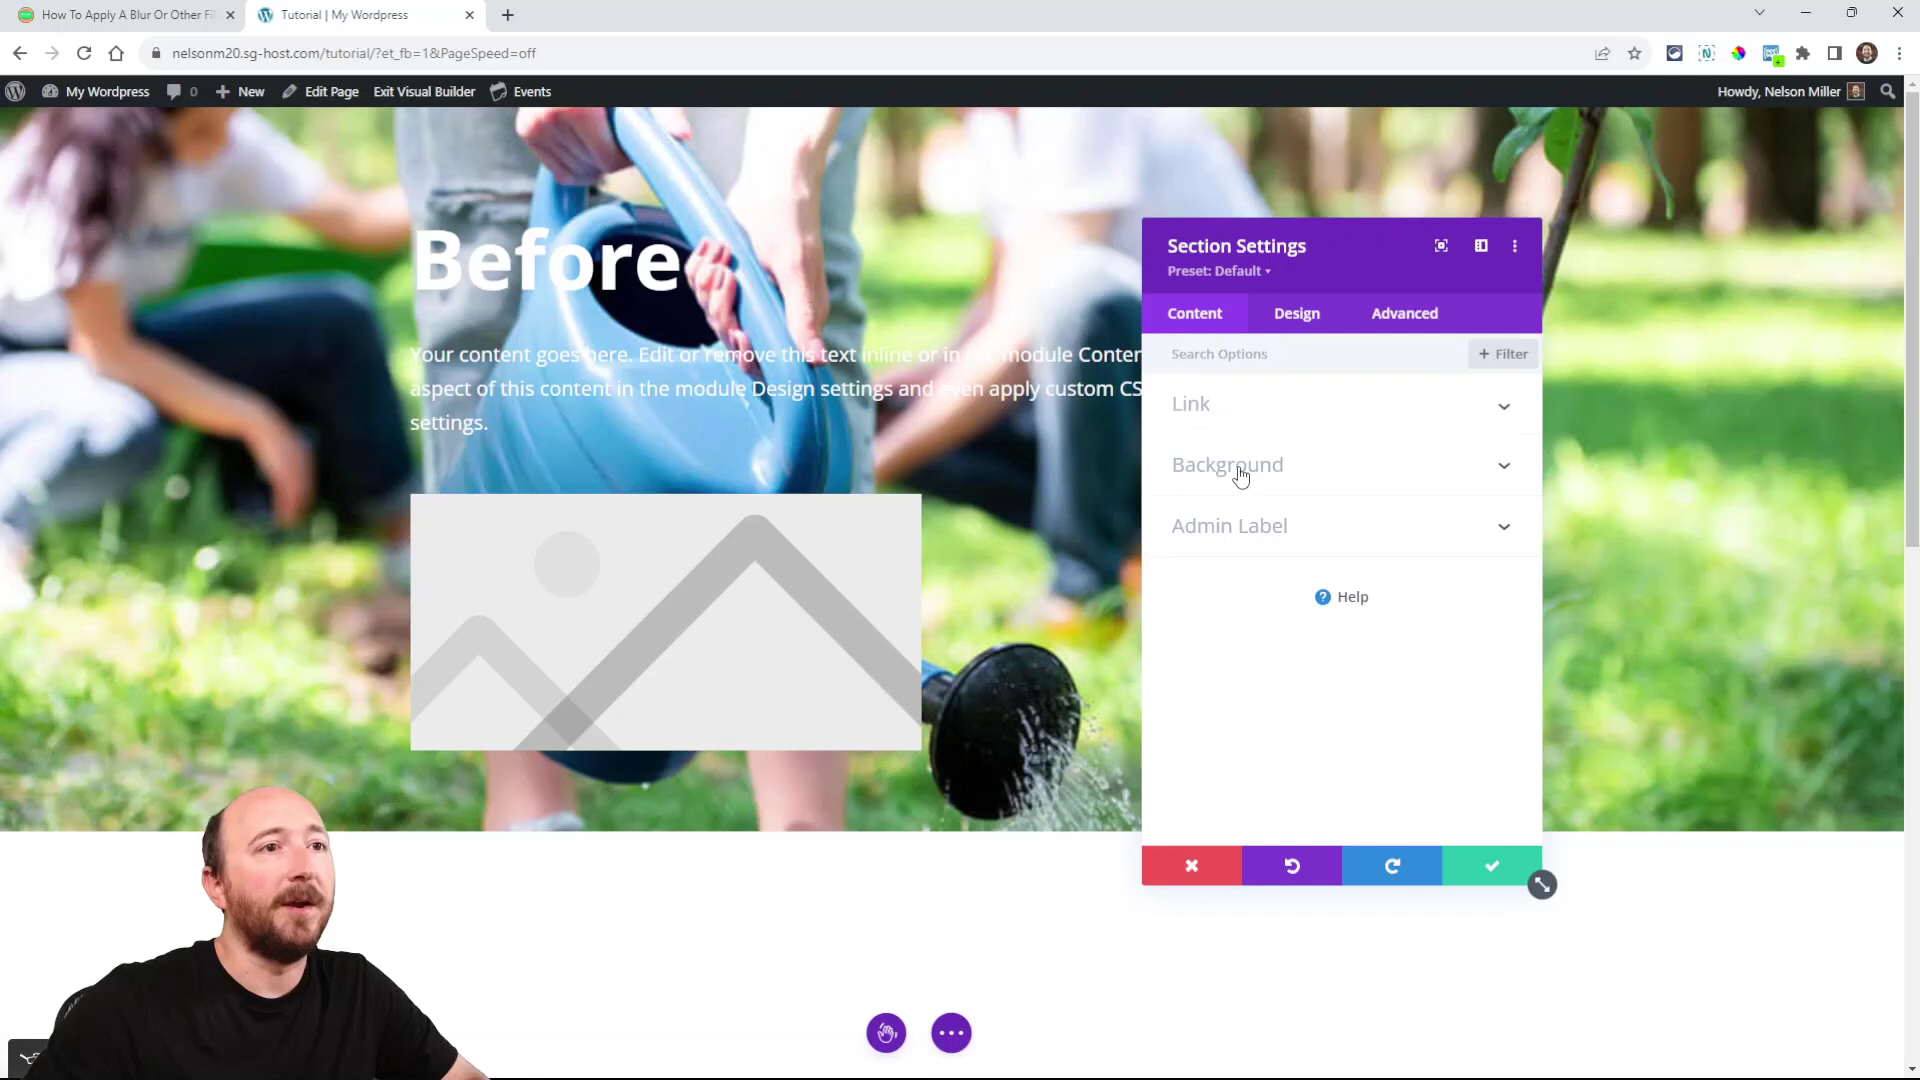 How To Apply A Blur Or Other Fi
Tutorial | My Wordpress
nelsonm20.sg-host.com/tutorial/?et_fb=1&PageSpeed=off
My Wordpress 0 New Edit Page Exit Visual Builder Events
Howdy, Nelson Miller
Before
Your content goes here. Edit or remove this text inline or in module Conten
aspect of this content in the module Design settings and even apply custom CS
settings.
Section Settings
Preset: Default
Content Design Advanced
Search Options
+ Filter
Link
Background
Admin Label
? Help